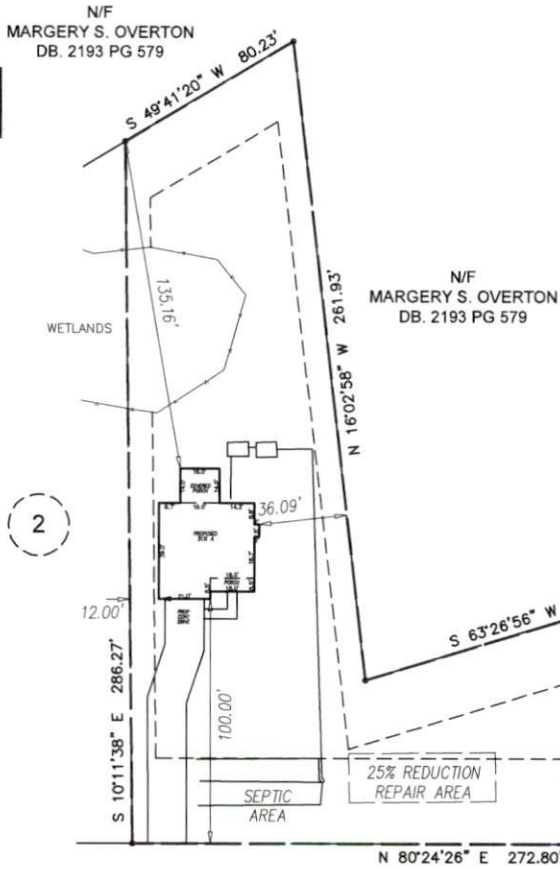 N/F
MARGERY S. OVERTON
DB. 2193 PG 579
S 49°41'20" W 80.23'
N/F
MARGERY S. OVERTON
DB. 2193 PG 579
N 16°02'58" W 261.93'
135.16'
WETLANDS
2
36.09'
PROPOSED
12.00'
S 63°26'56" W
S 10°11'38" E 286.27'
100.00'
SEPTIC
AREA
25% REDUCTION
REPAIR AREA
N 80°24'26" E 272.80'